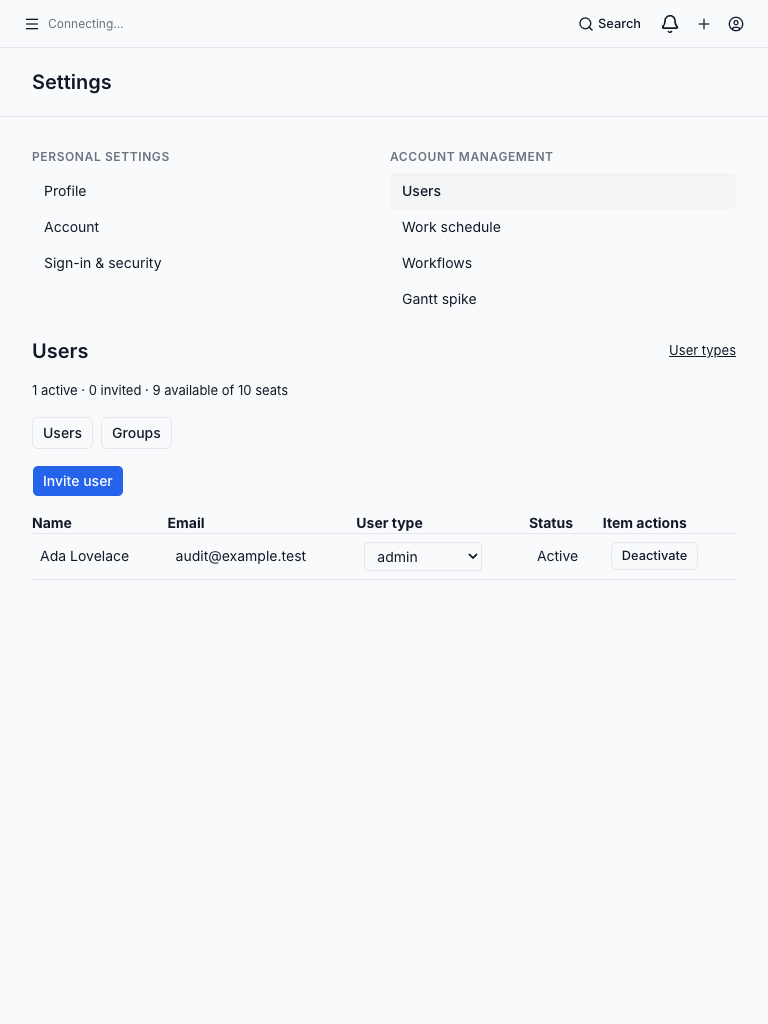 Connecting...
Search
Settings
PERSONAL SETTINGS
Profile
Account
Sign-in & security
ACCOUNT MANAGEMENT
Users
Work schedule
Workflows
Gantt spike
Users
User types
1 active · 0 invited · 9 available of 10 seats
Users Groups
Invite user
Name Email User type Status Item actions
Ada Lovelace audit@example.test admin Active Deactivate